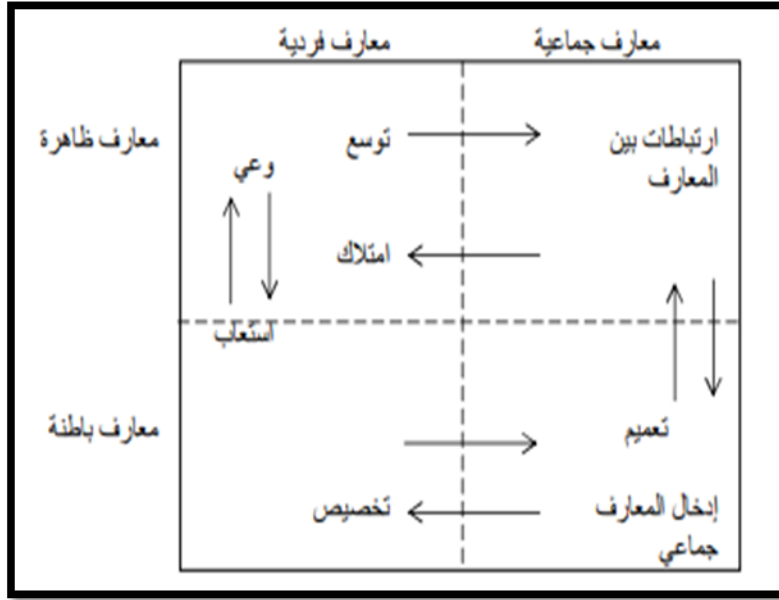 معارف جماعية
معارف فردية
معارف ظاهرة
ارتباطات بين
المعارف
توسع
وعي
امتلاك
استعاب
معارف باطنة
تعميم
إدخال المعارف
جماعي
تخصيص